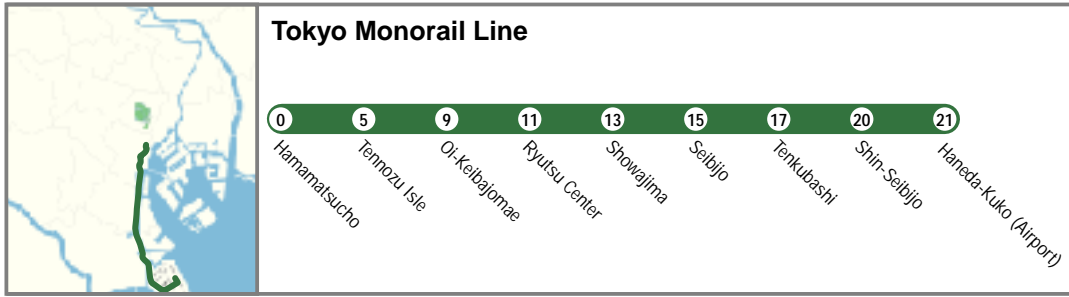 Tokyo Monorail Line
0 5 9 11 13 15 17 20 21
Hamamatsucho
Tennozu Isle
Oi-Keibajomae
Ryutsu Center
Showajima
Seibijo
Tenkubashi
Shin-Seibijo
Haneda-Kuko (Airport)